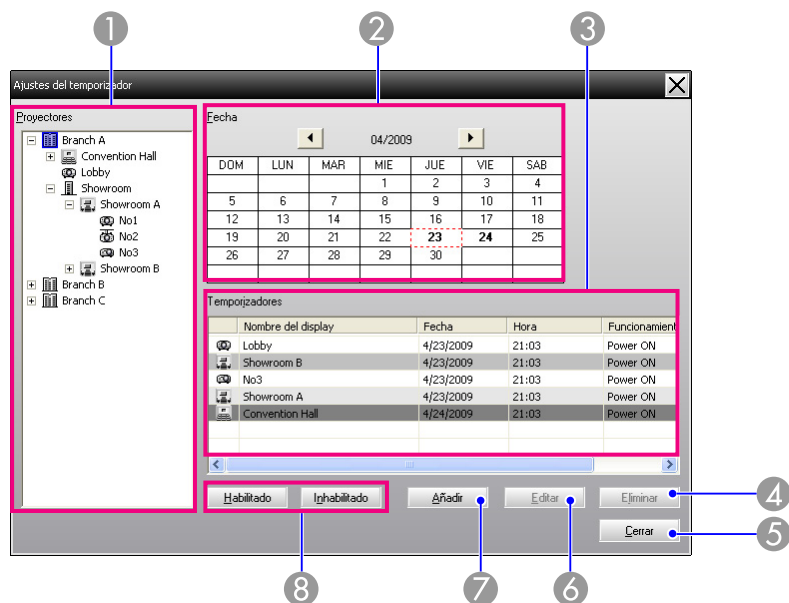 1
2
3
Ajustes del temporizador
Proyectores
Branch A
Convention Hall
Lobby
Showroom
Showroom A
No1
No2
No3
Showroom B
Branch B
Branch C
Fecha
04/2009
DOM LUN MAR MIE JUE VIE SAB
1 2 3 4
5 6 7 8 9 10 11
12 13 14 15 16 17 18
19 20 21 22 23 24 25
26 27 28 29 30
Temporizadores
Nombre del display Fecha Hora Funcionamient
Lobby 4/23/2009 21:03 Power ON
Showroom B 4/23/2009 21:03 Power ON
No3 4/23/2009 21:03 Power ON
Showroom A 4/23/2009 21:03 Power ON
Convention Hall 4/24/2009 21:03 Power ON
Habilitado Inhabilitado Añadir Editar Eliminar
4
Cerrar
5
8
7
6